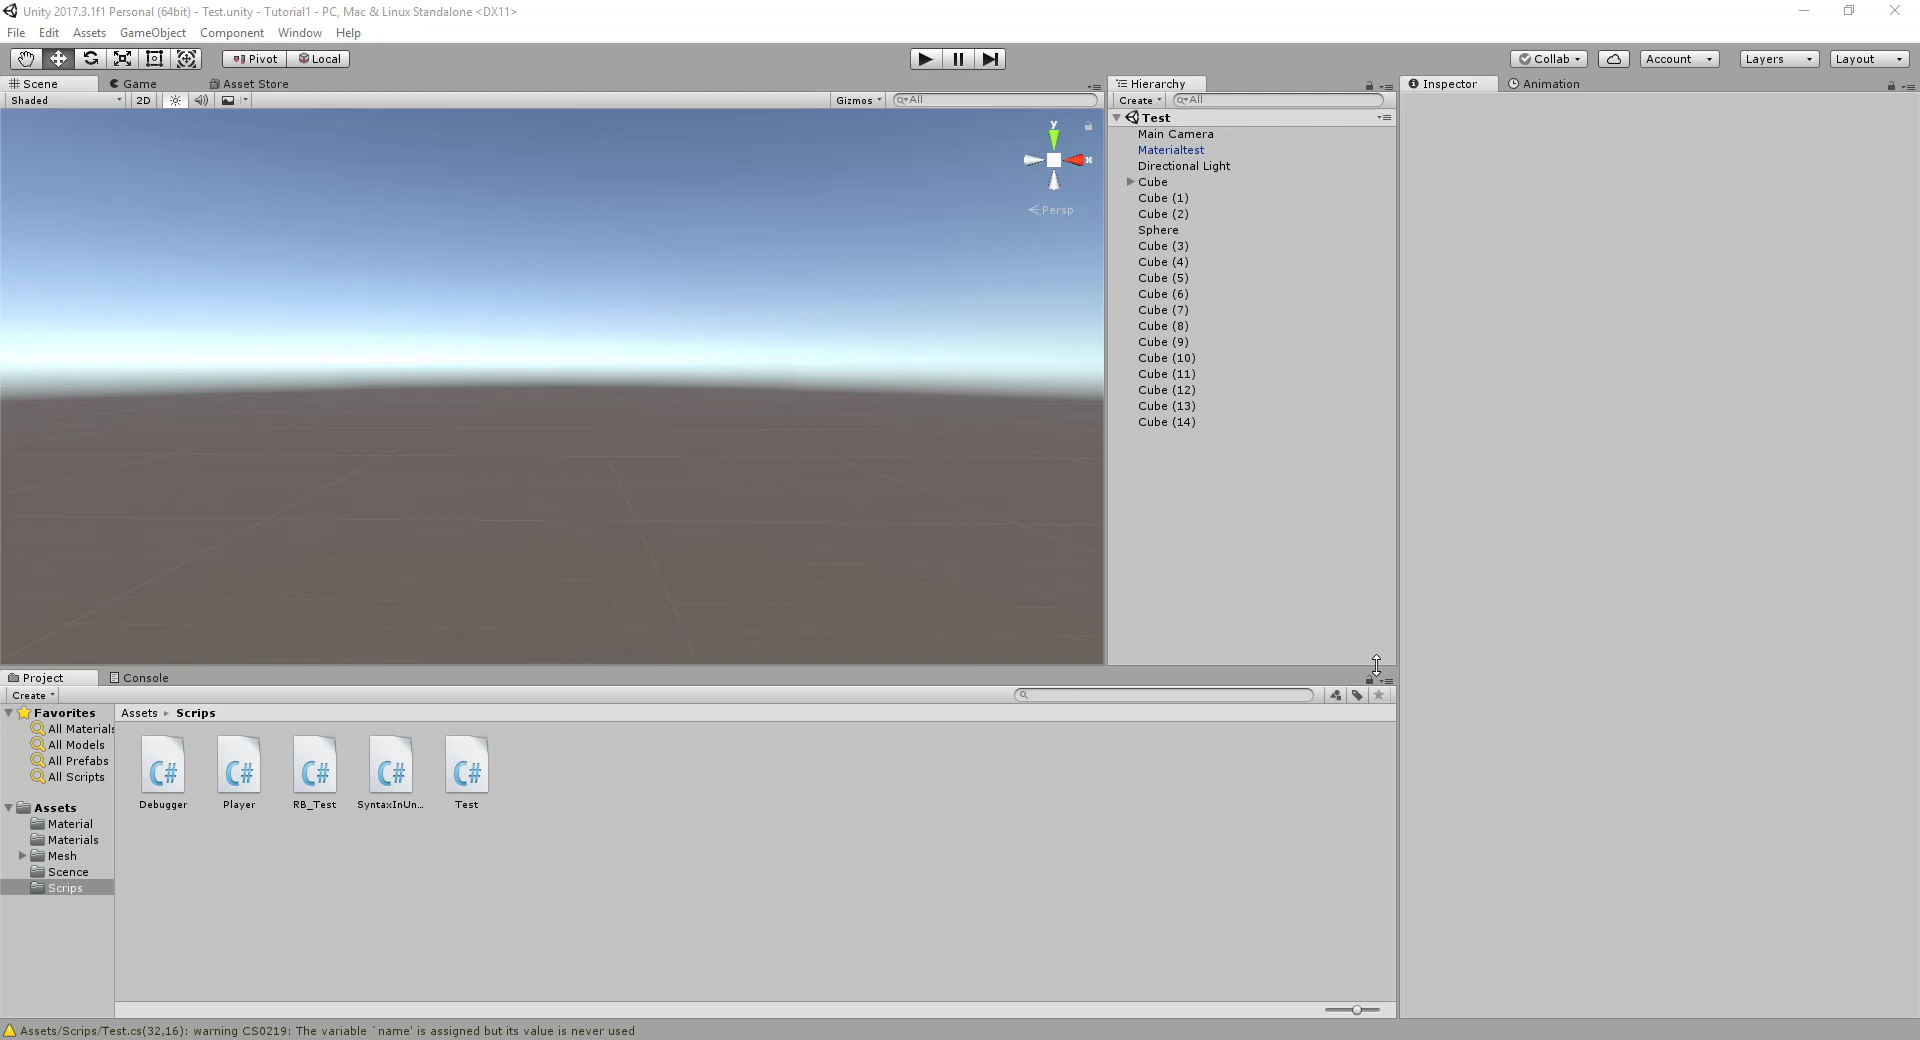 Unity 2017.3.1f1 Personal (64bit) - Test.unity - Tutorial1 - PC, Mac & Linux Standalone <DX11>
File Edit Assets GameObject Component Window Help
Pivot Local Collab Account Layers Layout
Scene Game Asset Store
Shaded 2D Gizmos All
y
x
Persp
Hierarchy
Create All
Test
Main Camera
Materialtest
Directional Light
Cube
Cube (1)
Cube (2)
Sphere
Cube (3)
Cube (4)
Cube (5)
Cube (6)
Cube (7)
Cube (8)
Cube (9)
Cube (10)
Cube (11)
Cube (12)
Cube (13)
Cube (14)
Inspector Animation
Project Console
Create
Favorites
All Materials
All Models
All Prefabs
All Scripts
Assets
Material
Materials
Mesh
Scence
Scrips
Assets Scrips
C# C# C# C# C#
Debugger Player RB_Test SyntaxInUn... Test
Assets/Scrips/Test.cs(32,16): warning CS0219: The variable `name' is assigned but its value is never used